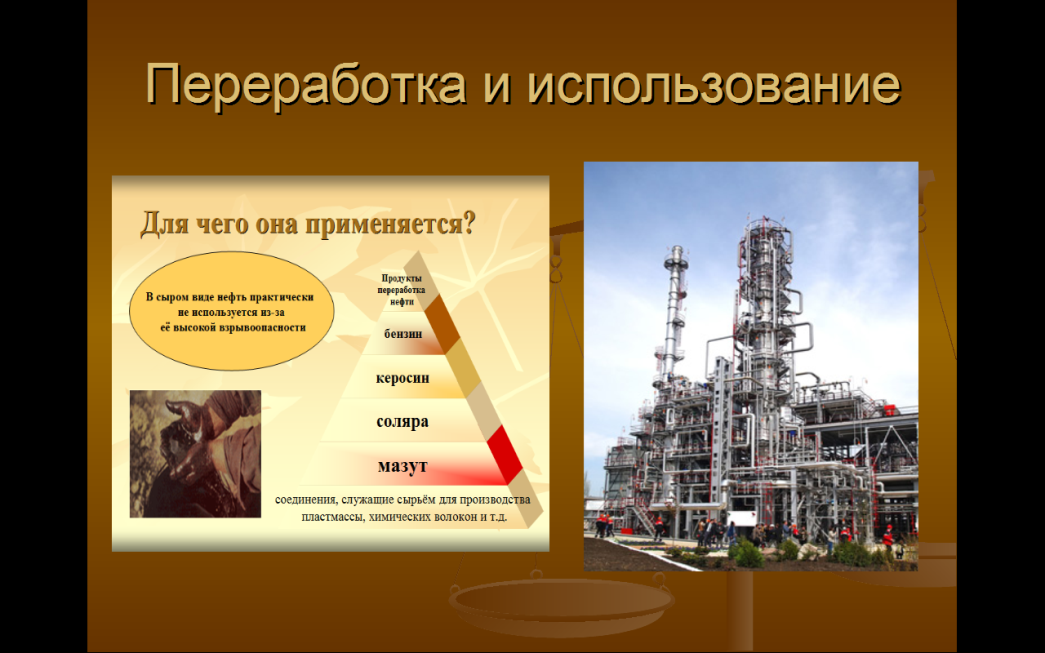 Переработка и использование
Для чего она применяется?
В сыром виде нефть практически
не используется из-за
её высокой взрывоопасности
Продукты
переработка
нефти
бензин
керосин
соляра
мазут
соединения, служащие сырьём для производства
пластмассы, химических волокон и т.д.